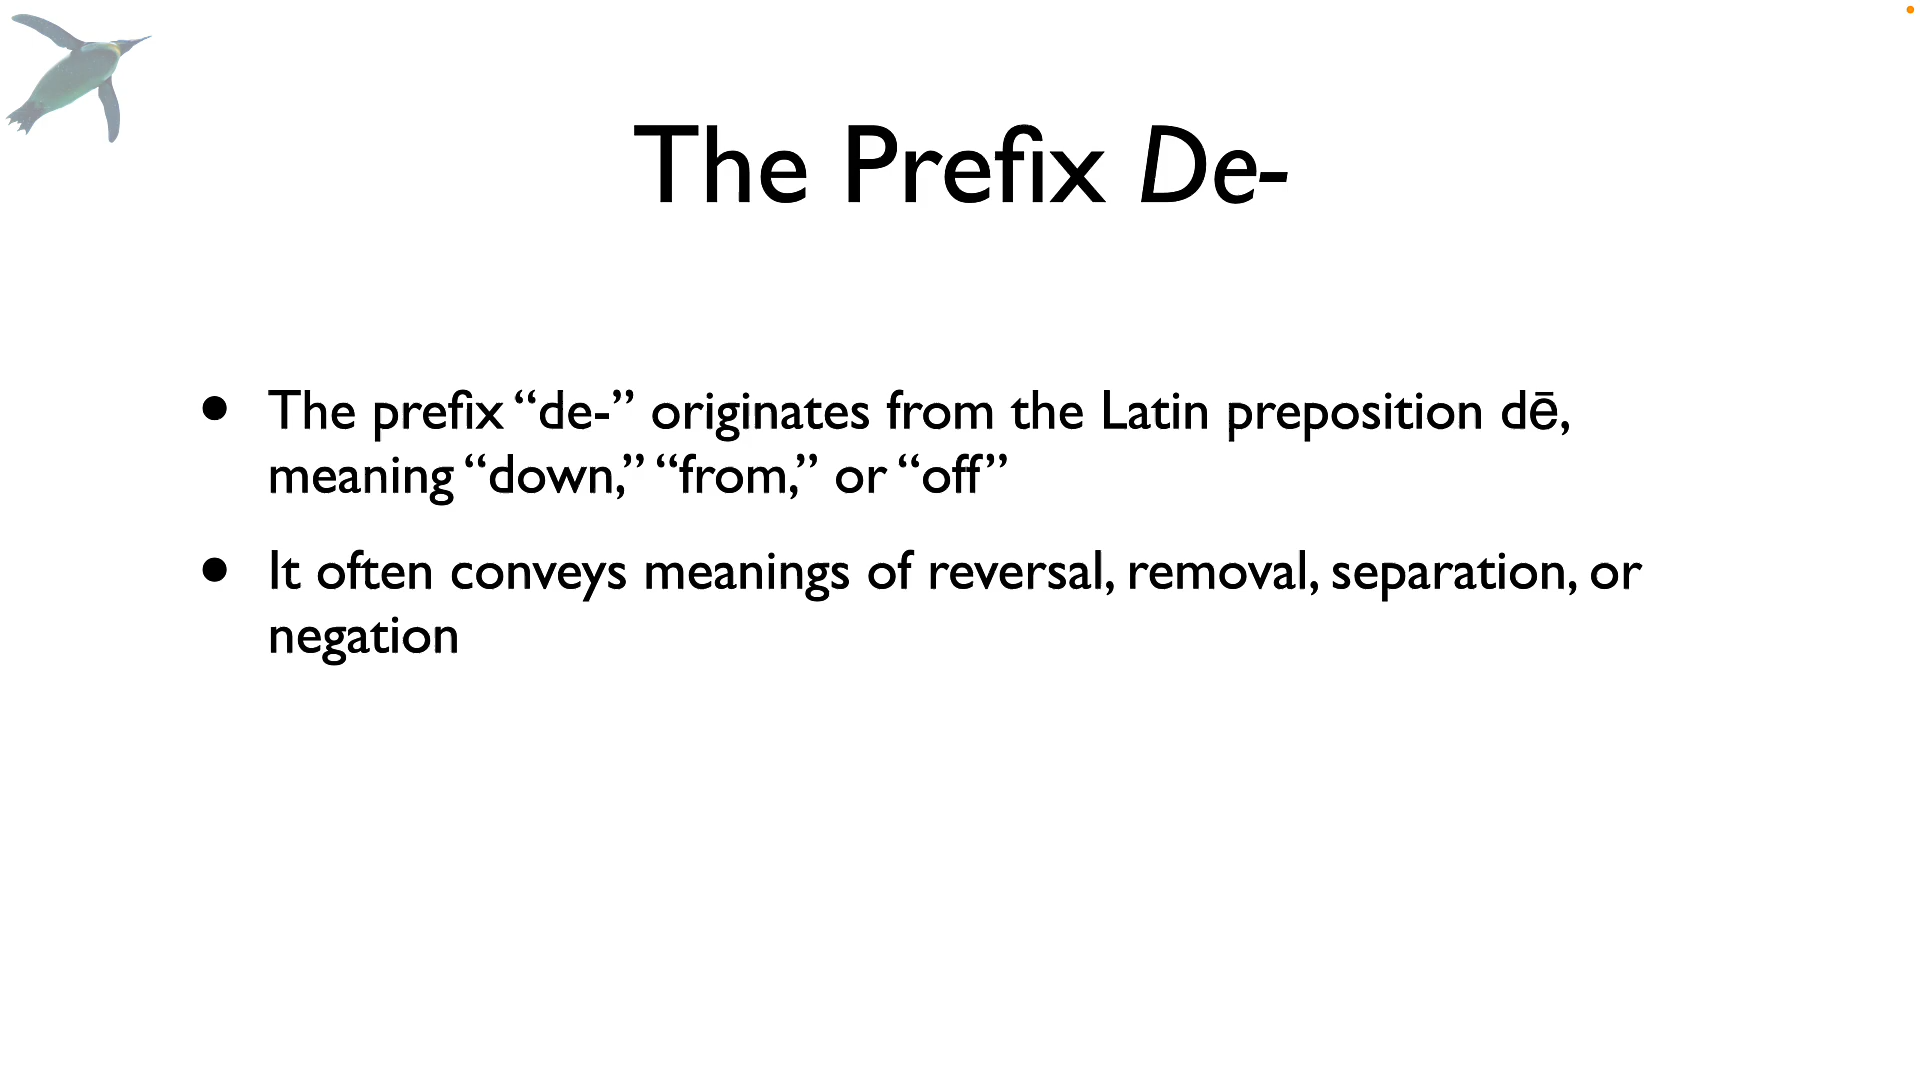 The Prefix De-
• The prefix “de-” originates from the Latin preposition dē,
meaning “down,” “from,” or “off”
• It often conveys meanings of reversal, removal, separation, or
negation